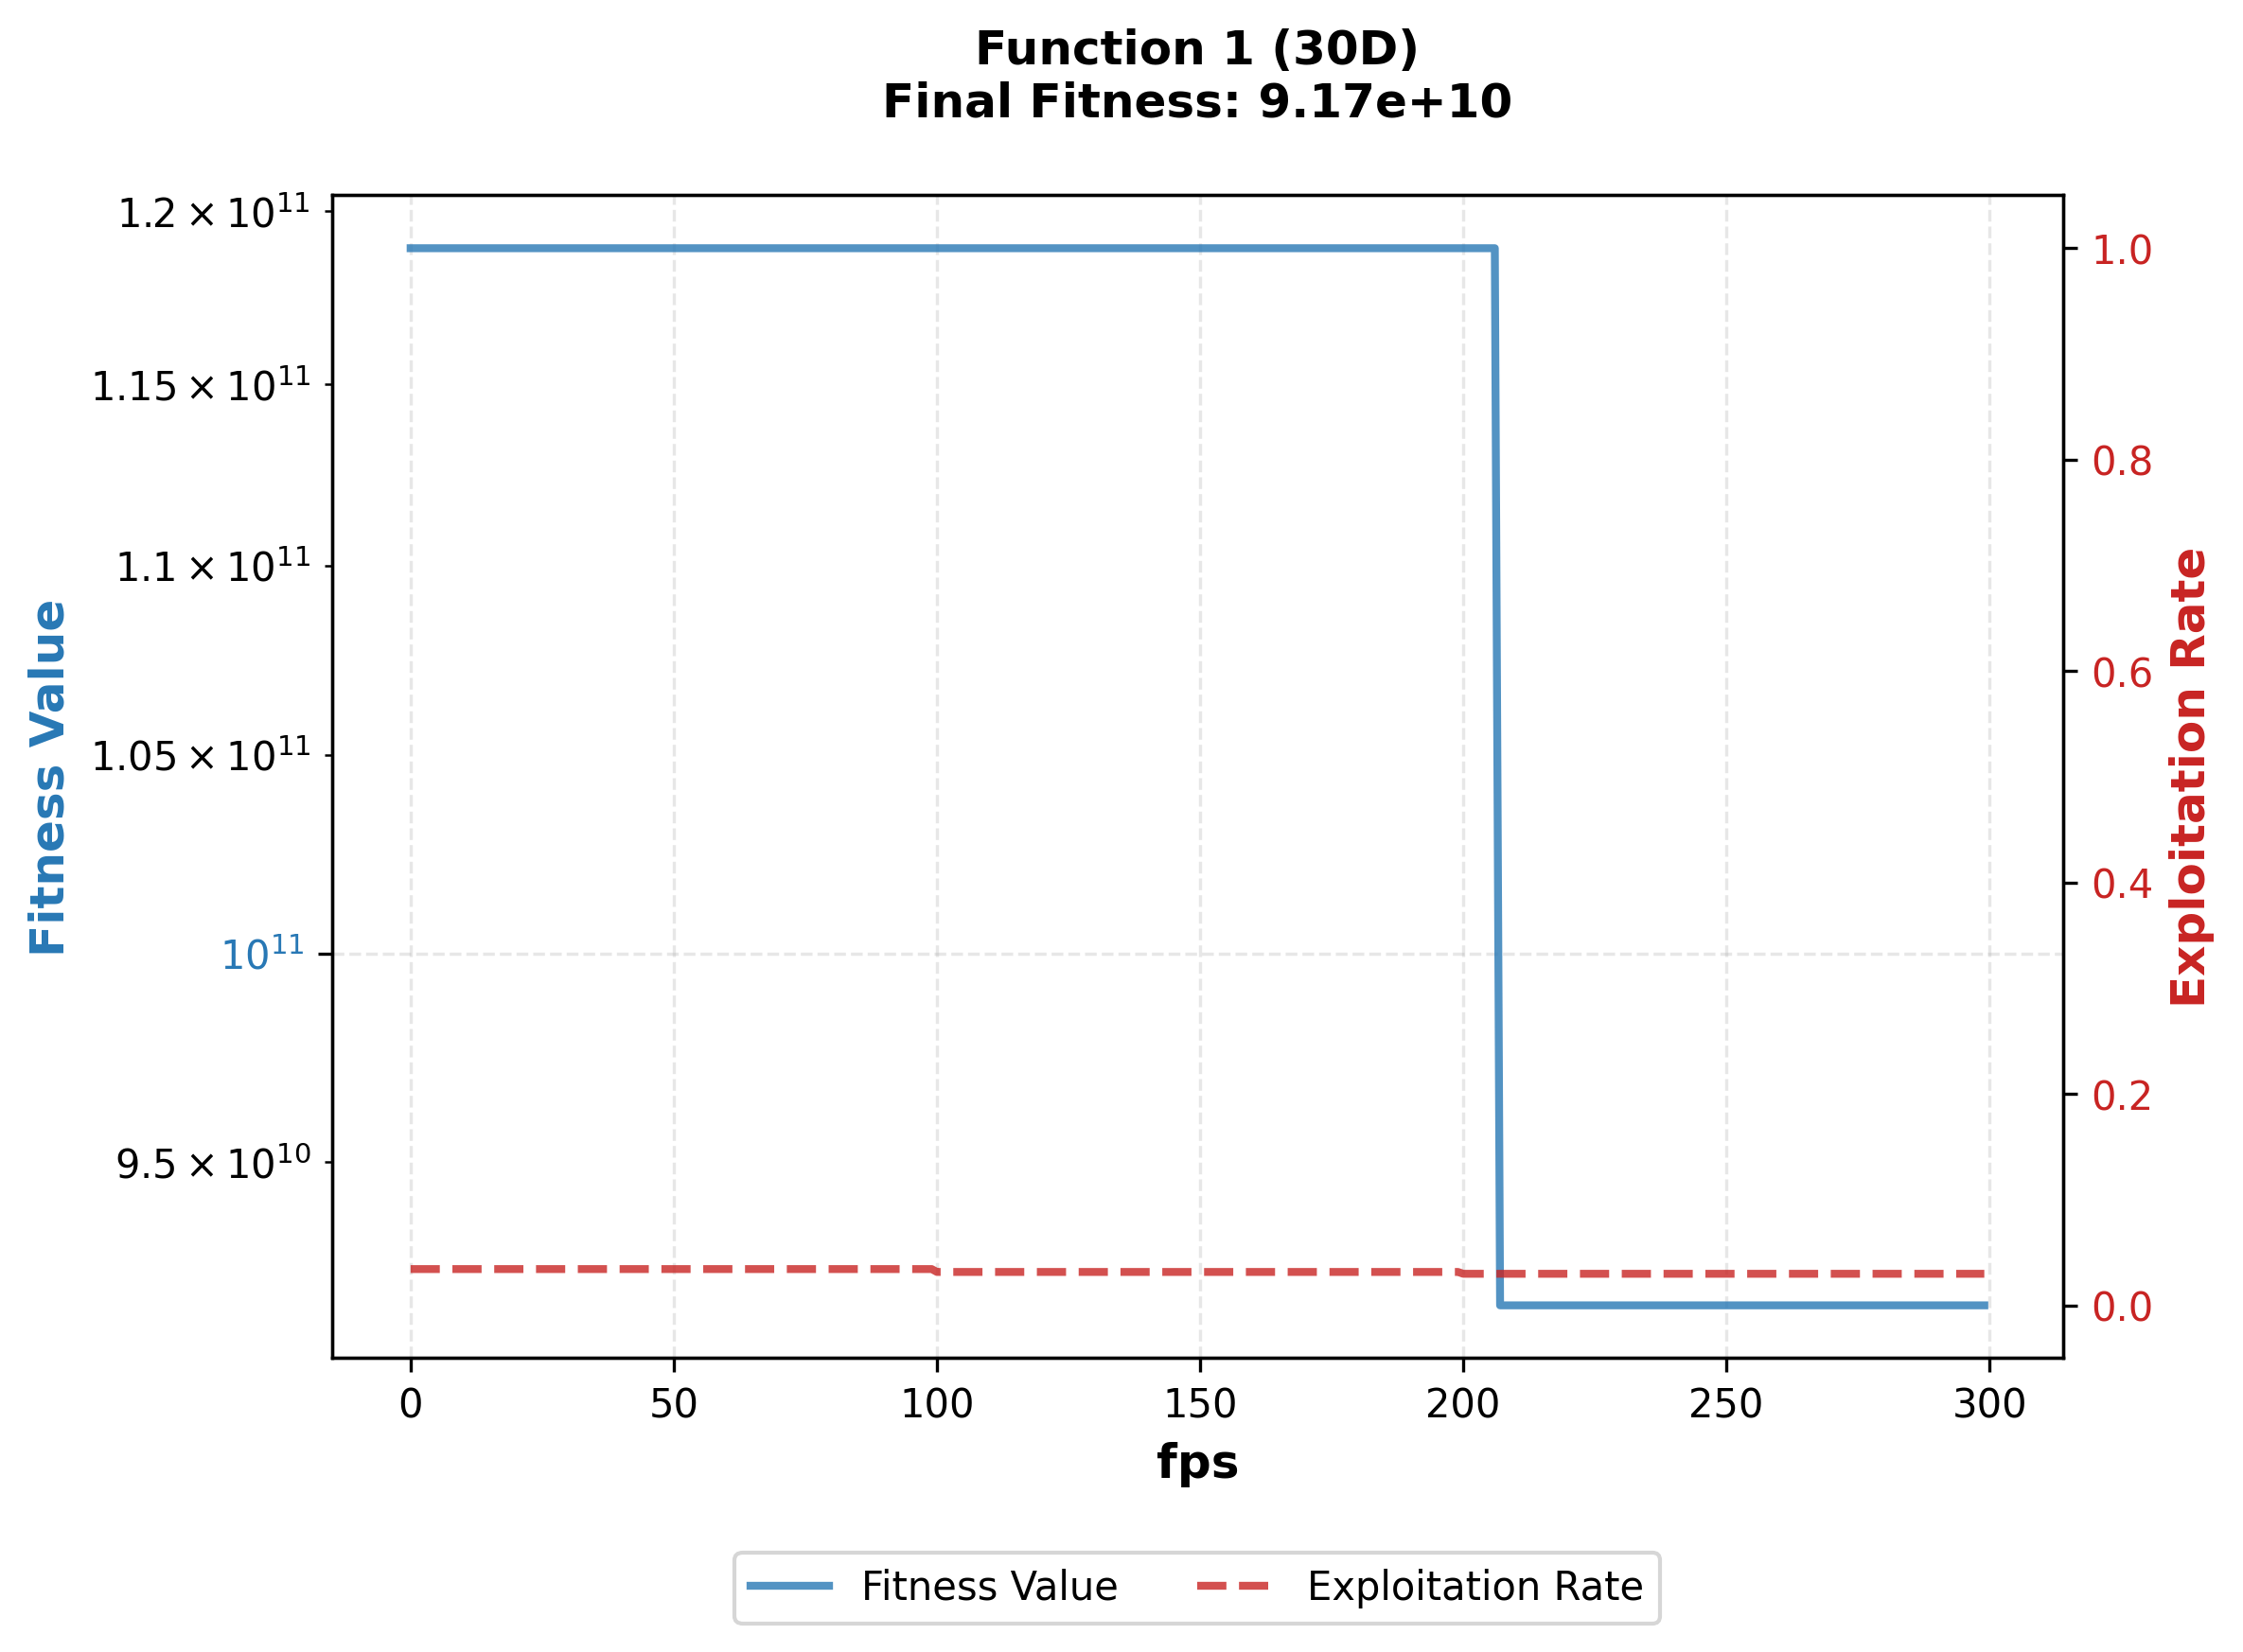 Function 1 (30D)
Final Fitness: 9.17e+10
1.2 × 10¹¹
1.15 × 10¹¹
1.1 × 10¹¹
1.05 × 10¹¹
10¹¹
9.5 × 10¹⁰
Fitness Value
1.0
0.8
0.6
0.4
0.2
0.0
Exploitation Rate
0 50 100 150 200 250 300
fps
Fitness Value Exploitation Rate